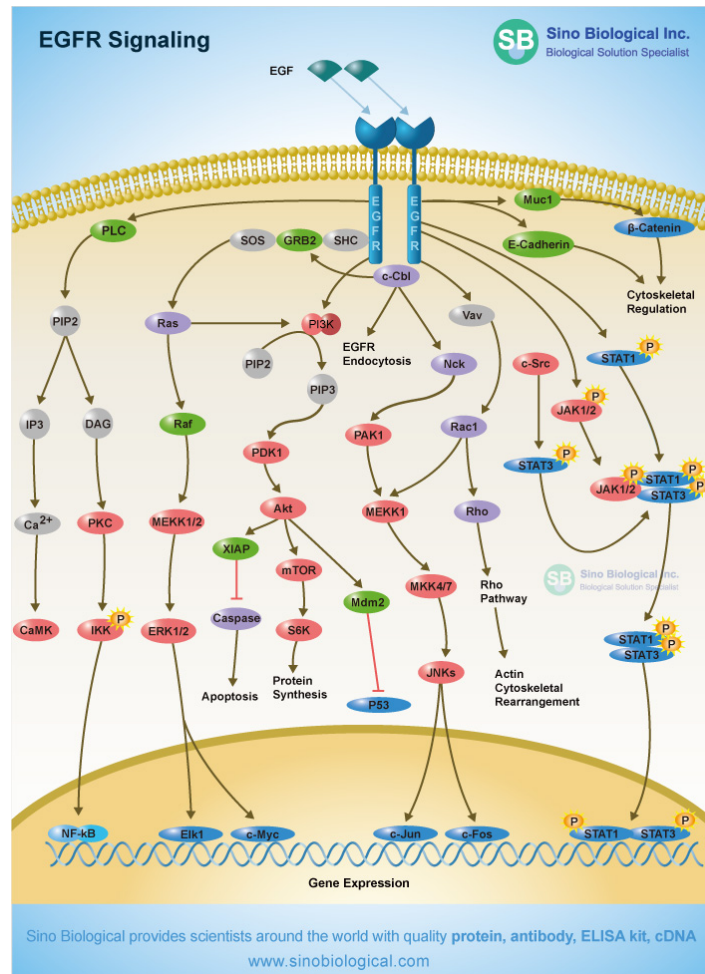 EGFR Signaling
SB
Sino Biological Inc.
Biological Solution Specialist
EGF
EGFR
EGFR
Muc1
PLC
β-Catenin
SOS
GRB2
SHC
E-Cadherin
c-Cbl
Cytoskeletal
Regulation
PIP2
Ras
PI3K
Vav
EGFR
Endocytosis
P
STAT1
PIP2
Nck
c-Src
PIP3
P
JAK1/2
IP3
DAG
Raf
PAK1
Rac1
PDK1
P
STAT3
P
JAK1/2
P
STAT1
P
STAT3
Ca2+
PKC
MEKK1/2
Akt
MEKK1
Rho
XIAP
mTOR
MKK4/7
Rho
Pathway
SB
Sino Biological Inc.
Biological Solution Specialist
Mdm2
CaMK
IKK
P
ERK1/2
Caspase
S6K
P
STAT1
P
STAT3
JNKs
Apoptosis
Protein
Synthesis
P53
Actin
Cytoskeletal
Rearrangement
NF-kB
Elk1
c-Myc
c-Jun
c-Fos
P
STAT1
STAT3
P
Gene Expression
Sino Biological provides scientists around the world with quality protein, antibody, ELISA kit, cDNA
www.sinobiological.com